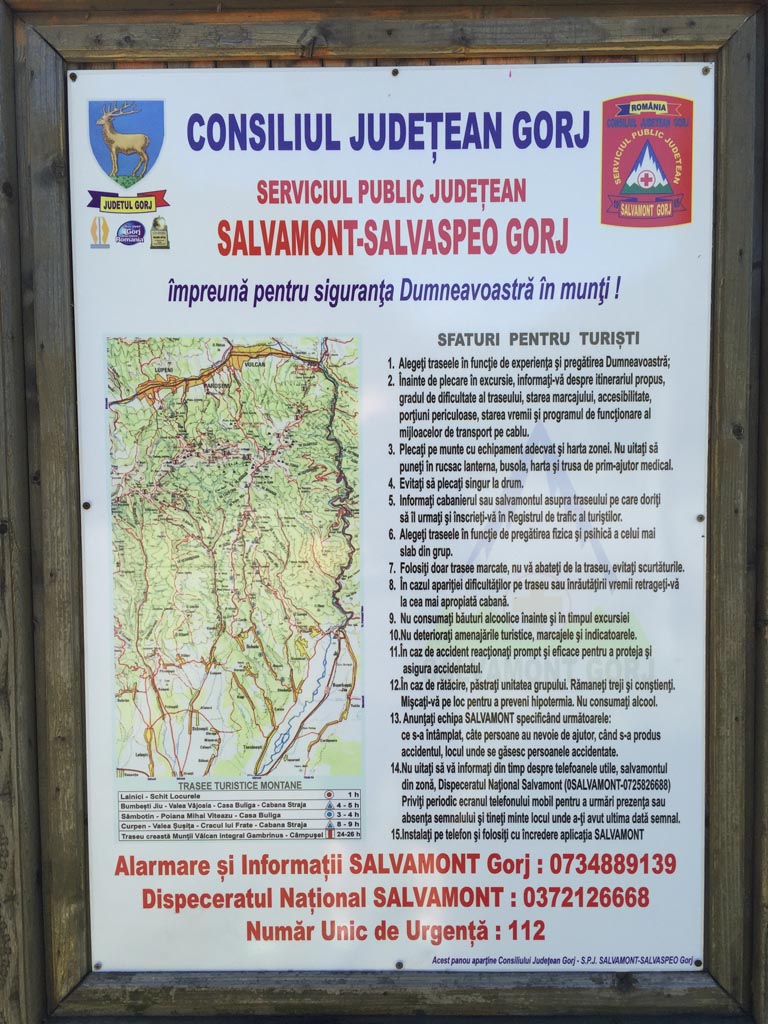 CONSILIUL JUDEȚEAN GORJ
SERVICIUL PUBLIC JUDEȚEAN
SALVAMONT-SALVASPEO GORJ
împreună pentru siguranţa Dumneavoastră în munţi !
JUDETUL GORJ
Gorj
România
ROMÂNIA
CONSILIUL JUDEȚEAN GORJ
SERVICIUL PUBLIC JUDEȚEAN
SALVAMONT GORJ
LUPENI
VULCAN
PAROSENI
SFATURI PENTRU TURIȘTI
1. Alegeți traseele în funcție de experiența și pregătirea Dumneavoastră;
2. Înainte de plecare în excursie, informați-vă despre itinerariul propus,
gradul de dificultate al traseului, starea marcajului, accesibilitate,
porțiuni periculoase, starea vremii și programul de funcționare al
mijloacelor de transport pe cablu.
3. Plecați pe munte cu echipament adecvat și harta zonei. Nu uitați să
puneți în rucsac lanterna, busola, harta și trusa de prim-ajutor medical.
4. Evitați să plecați singur la drum.
5. Informați cabanierul sau salvamontul asupra traseului pe care doriți
să îl urmați și înscrieți-vă în Registrul de trafic al turiștilor.
6. Alegeți traseele în funcție de pregătirea fizica și psihică a celui mai
slab din grup.
7. Folosiți doar trasee marcate, nu vă abateți de la traseu, evitați scurtăturile.
8. În cazul apariției dificultăților pe traseu sau înrăutățirii vremii retrageți-vă
la cea mai apropiată cabană.
9. Nu consumați băuturi alcoolice înainte și în timpul excursiei
10.Nu deteriorați amenajările turistice, marcajele și indicatoarele.
11.În caz de accident reacționați prompt și eficace pentru a proteja și
asigura accidentatul.
12.În caz de rătăcire, păstrați unitatea grupului. Rămaneți treji și conștienți.
Mișcați-vă pe loc pentru a preveni hipotermia. Nu consumați alcool.
13. Anunțați echipa SALVAMONT specificând următoarele:
ce s-a întâmplat, câte persoane au nevoie de ajutor, când s-a produs
accidentul, locul unde se găsesc persoanele accidentate.
14.Nu uitați să vă informați din timp despre telefoanele utile, salvamontul
din zonă, Dispeceratul Național Salvamont (0SALVAMONT-0725826688)
Priviți periodic ecranul telefonului mobil pentru a urmări prezența sau
absența semnalului și țineți minte locul unde a-ți avut ultima dată semnal.
15.Instalați pe telefon și folosiți cu încredere aplicația SALVAMONT
TRASEE TURISTICE MONTANE
Lainici - Schit Locurele 1 h
Bumbești Jiu - Valea Vâjoaia - Casa Buliga - Cabana Straja 4 - 5 h
Sâmbotin - Poiana Mihai Viteazu - Casa Buliga 3 - 4 h
Curpen - Valea Șușița - Cracul lui Frate - Cabana Straja 8 - 9 h
Traseu creastă Munții Vâlcan integral Gambrinus - Câmpușel 24-26 h
Alarmare și Informații SALVAMONT Gorj : 0734889139
Dispeceratul Național SALVAMONT : 0372126668
Număr Unic de Urgență : 112
Acest panou aparține Consiliului Județean Gorj - S.P.J. SALVAMONT-SALVASPEO Gorj